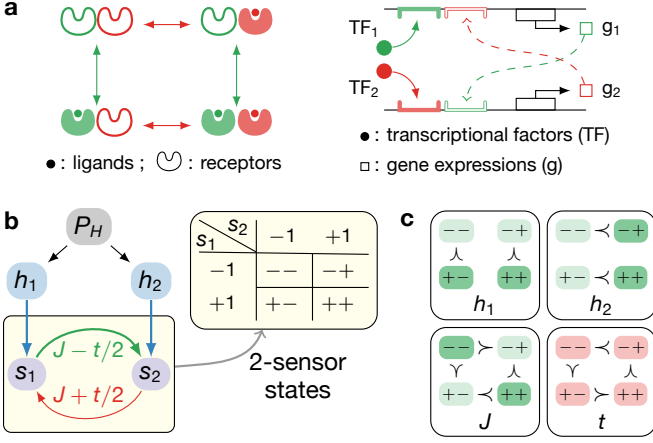 a
TF₁
g₁
TF₂
g₂
● : ligands ; : receptors
● : transcriptional factors (TF)
□ : gene expressions (g)
b
P_H
h₁
h₂
J − t/2
J + t/2
s₁
s₂
s₂
s₁
−1 +1
−1 −− −+
+1 +− ++
2-sensor
states
c
−− −+
+− ++
h₁
−− ≺ −+
+− ≺ ++
h₂
−− ≻ −+
+− ≺ ++
J
−− ≺ −+
+− ≻ ++
t